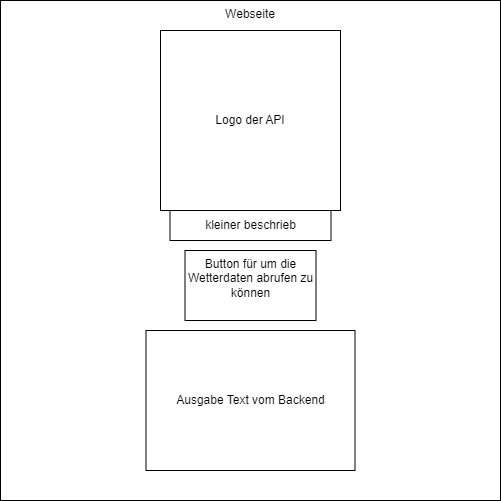 Webseite
Logo der API
kleiner beschrieb
Button für um die
Wetterdaten abrufen zu
können
Ausgabe Text vom Backend